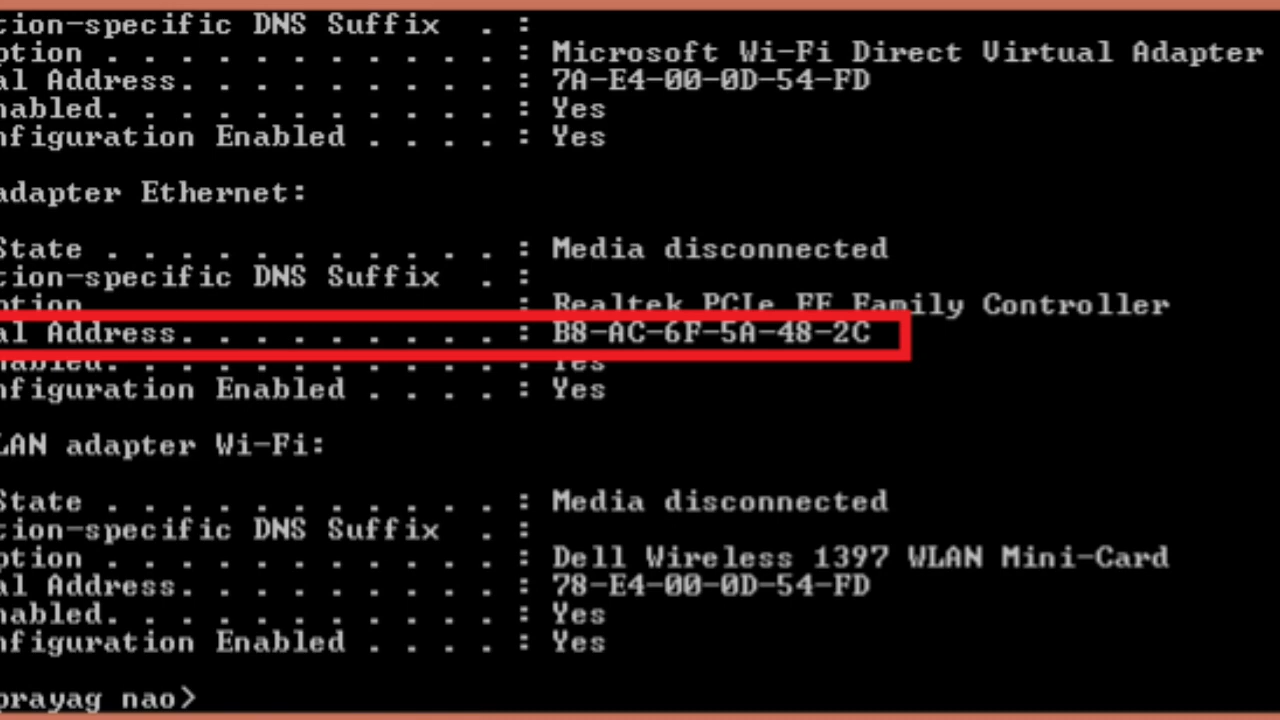 tion-specific DNS Suffix  . :
ption . . . . . . . . . . . : Microsoft Wi-Fi Direct Virtual Adapter
al Address. . . . . . . . . : 7A-E4-00-0D-54-FD
nabled. . . . . . . . . . . : Yes
nfiguration Enabled . . . . : Yes
adapter Ethernet:
State . . . . . . . . . . . : Media disconnected
tion-specific DNS Suffix  . :
ption . . . . . . . . . . . : Realtek PCIe FE Family Controller
al Address. . . . . . . . . : B8-AC-6F-5A-48-2C
nabled. . . . . . . . . . . : Yes
nfiguration Enabled . . . . : Yes
LAN adapter Wi-Fi:
State . . . . . . . . . . . : Media disconnected
tion-specific DNS Suffix  . :
ption . . . . . . . . . . . : Dell Wireless 1397 WLAN Mini-Card
al Address. . . . . . . . . : 78-E4-00-0D-54-FD
nabled. . . . . . . . . . . : Yes
nfiguration Enabled . . . . : Yes
prayag nao>